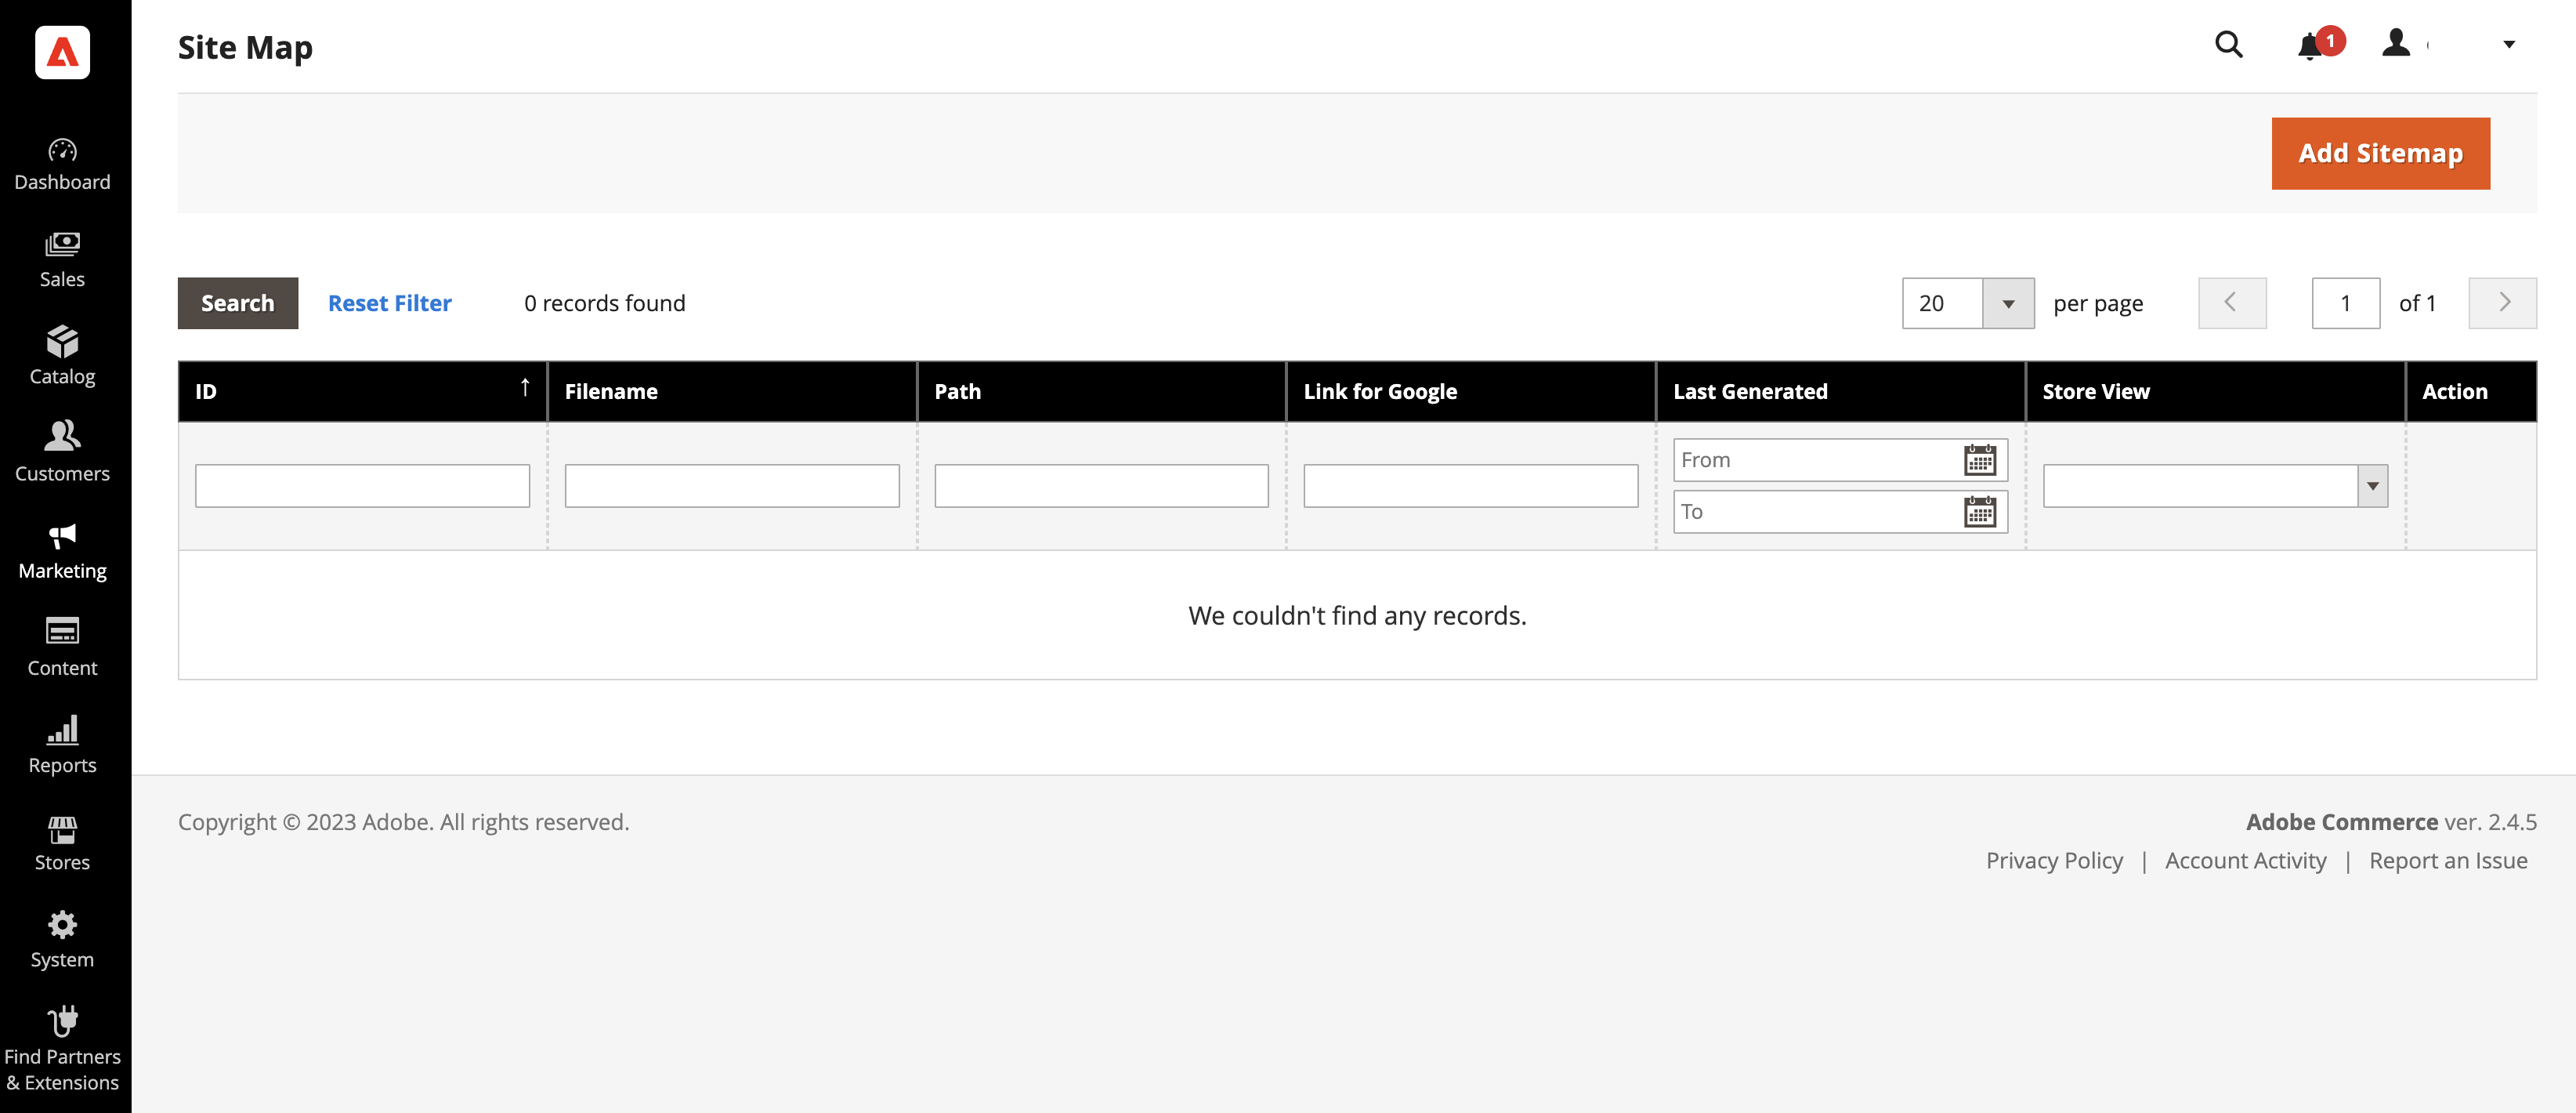 Site Map
1
Add Sitemap
Dashboard
Sales
Catalog
Customers
Marketing
Content
Reports
Stores
System
Find Partners
& Extensions
Search Reset Filter 0 records found 20 per page 1 of 1
ID ↑ Filename Path Link for Google Last Generated Store View Action
From
To
We couldn't find any records.
Copyright © 2023 Adobe. All rights reserved.
Adobe Commerce ver. 2.4.5
Privacy Policy | Account Activity | Report an Issue